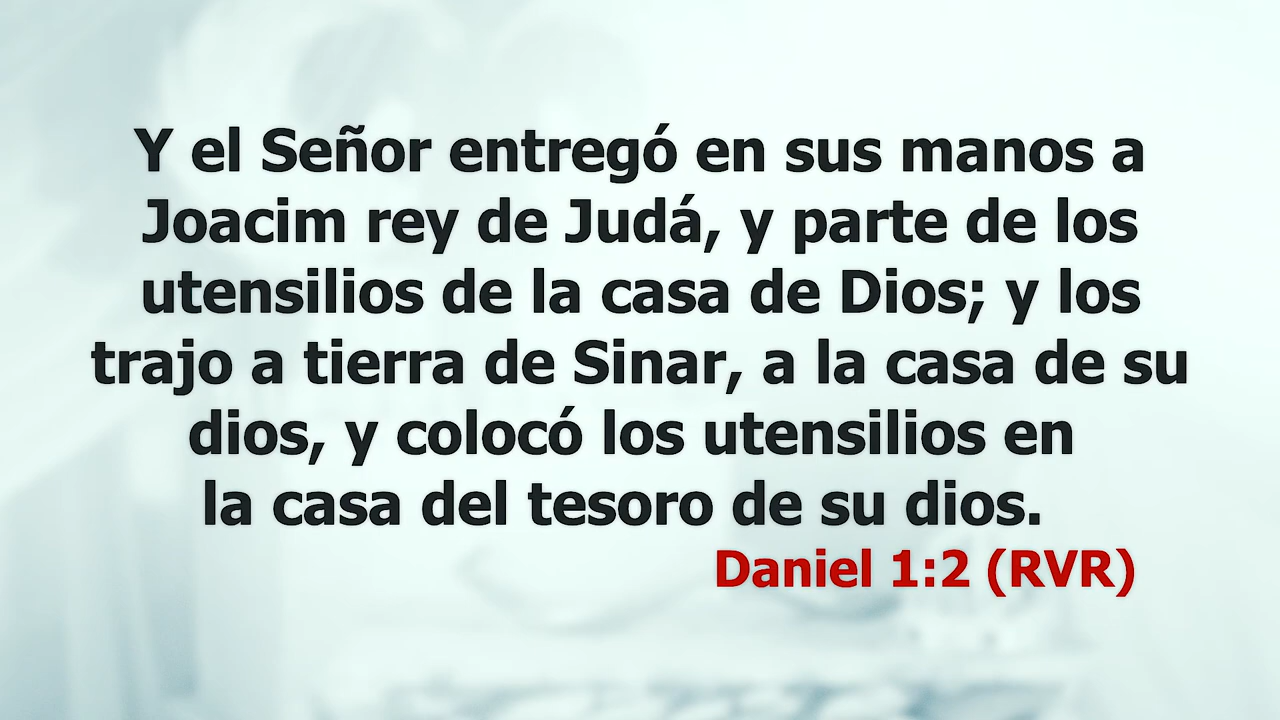 Y el Señor entregó en sus manos a
Joacim rey de Judá, y parte de los
utensilios de la casa de Dios; y los
trajo a tierra de Sinar, a la casa de su
dios, y colocó los utensilios en
la casa del tesoro de su dios.
Daniel 1:2 (RVR)